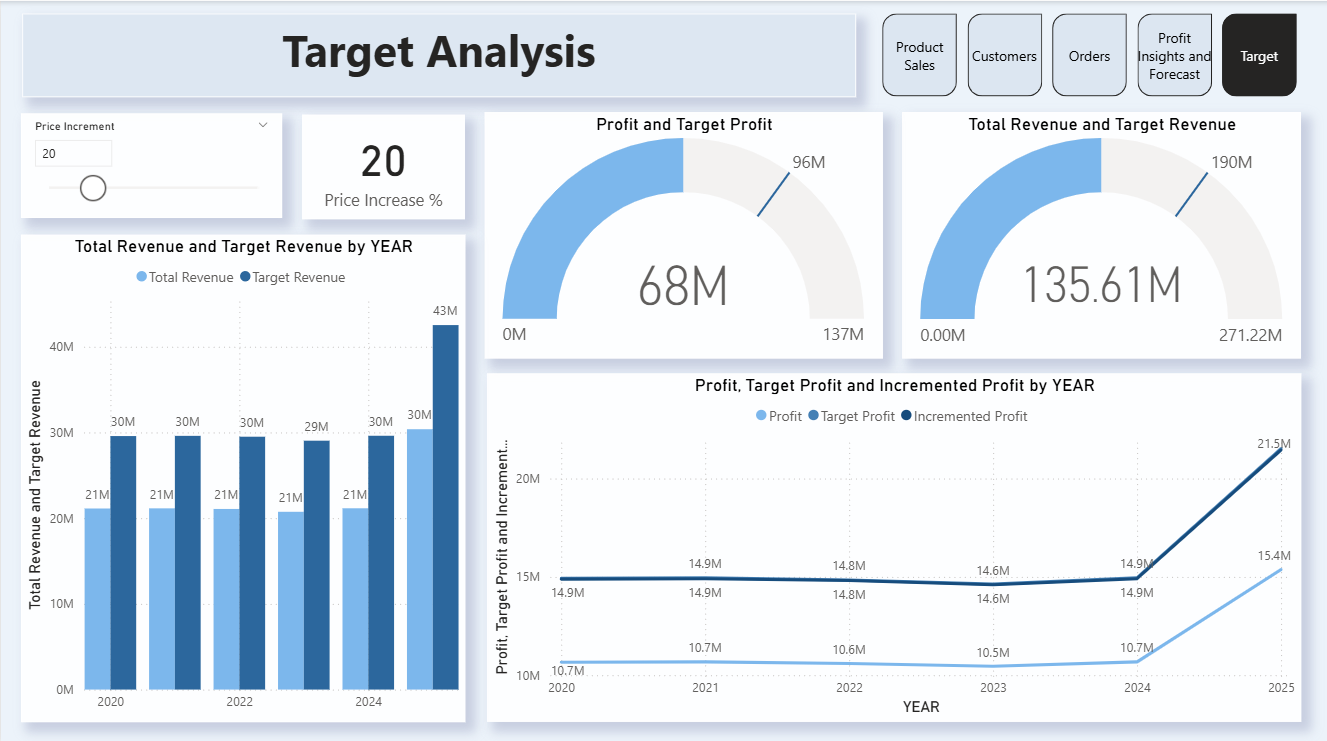 Target Analysis
Product
Sales
Customers
Orders
Profit
Insights and
Forecast
Target
Price Increment
20
20
Price Increase %
Profit and Target Profit
96M
68M
0M
137M
Total Revenue and Target Revenue
190M
135.61M
0.00M
271.22M
Total Revenue and Target Revenue by YEAR
Total Revenue Target Revenue
Total Revenue and Target Revenue
40M
30M
20M
10M
0M
21M
30M
21M
30M
21M
30M
21M
29M
21M
30M
30M
43M
2020
2022
2024
Profit, Target Profit and Incremented Profit by YEAR
Profit Target Profit Incremented Profit
Profit, Target Profit and Increment...
20M
15M
10M
14.9M
14.9M
14.8M
14.8M
14.6M
14.6M
14.9M
14.9M
14.9M
21.5M
10.7M
10.7M
10.6M
10.5M
10.7M
15.4M
2020
2021
2022
2023
2024
2025
YEAR